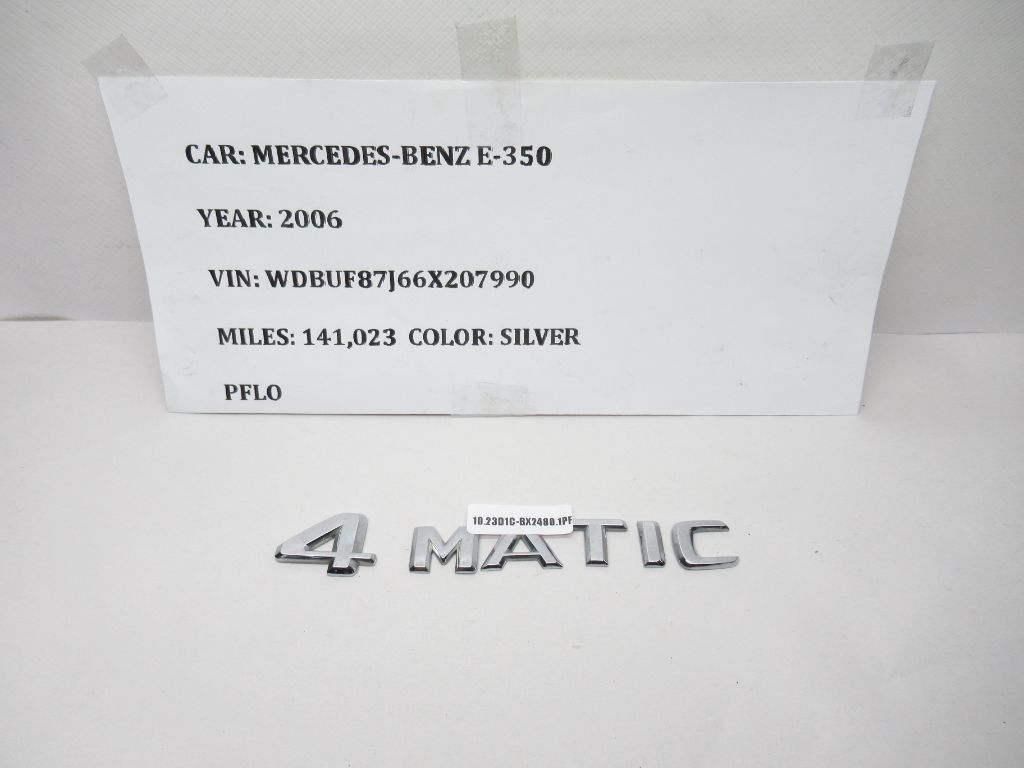 CAR: MERCEDES-BENZ E-350
YEAR: 2006
VIN: WDBUF87J66X207990
MILES: 141,023 COLOR: SILVER
PFLO
10.23D1C-BX2480.1PF
4 MATIC